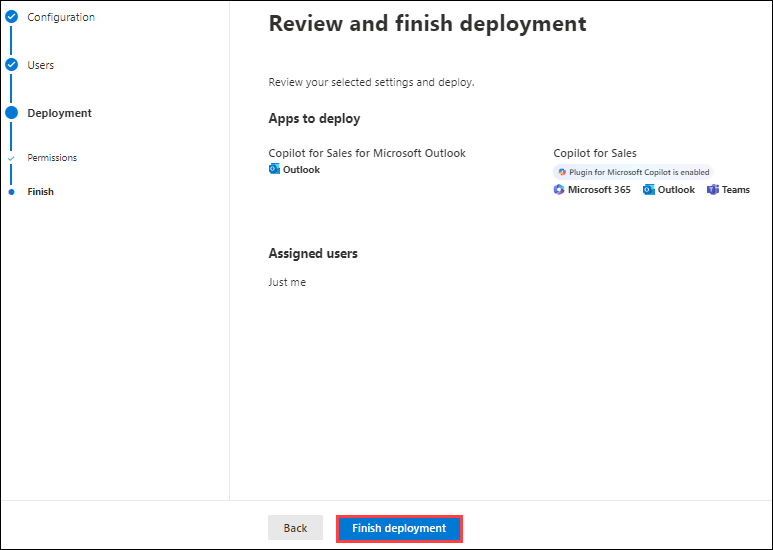 Configuration
Users
Deployment
Permissions
Finish
Review and finish deployment
Review your selected settings and deploy.
Apps to deploy
Copilot for Sales for Microsoft Outlook
Outlook
Copilot for Sales
Plugin for Microsoft Copilot is enabled
Microsoft 365 Outlook Teams
Assigned users
Just me
Back Finish deployment